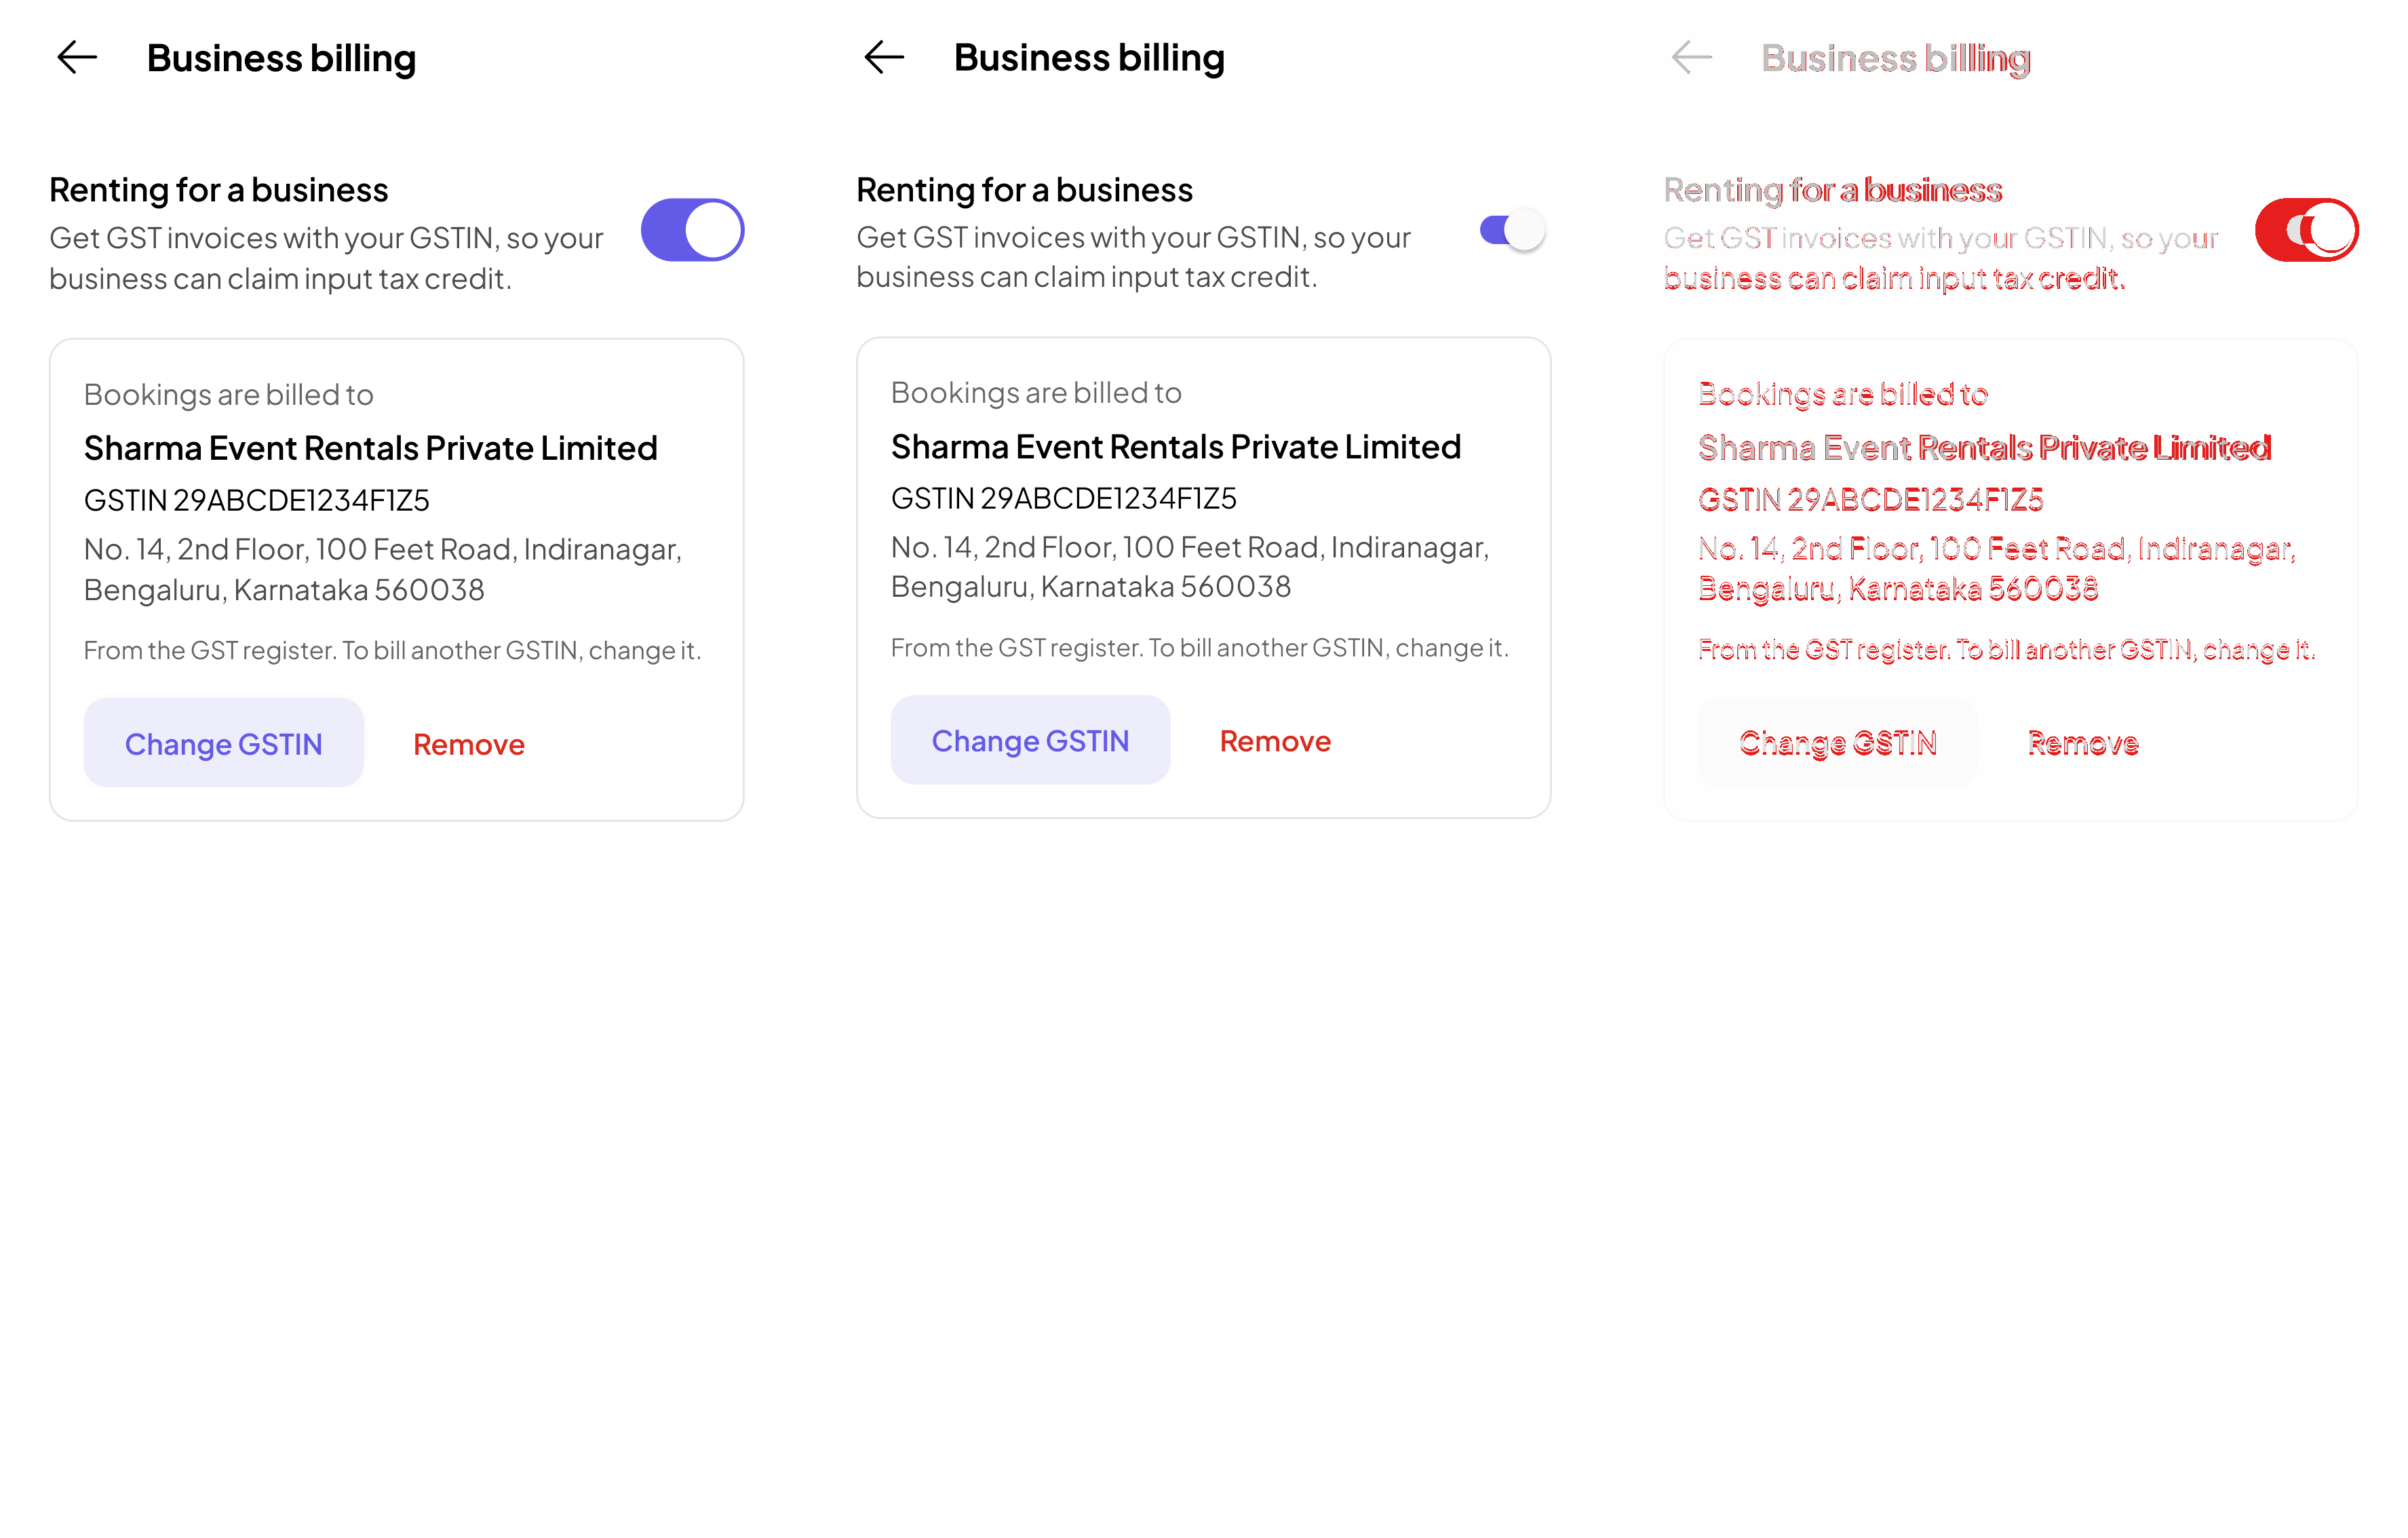 Business billing
Renting for a business
Get GST invoices with your GSTIN, so your
business can claim input tax credit.
Bookings are billed to
Sharma Event Rentals Private Limited
GSTIN 29ABCDE1234F1Z5
No. 14, 2nd Floor, 100 Feet Road, Indiranagar,
Bengaluru, Karnataka 560038
From the GST register. To bill another GSTIN, change it.
Change GSTIN
Remove
Business billing
Renting for a business
Get GST invoices with your GSTIN, so your
business can claim input tax credit.
Bookings are billed to
Sharma Event Rentals Private Limited
GSTIN 29ABCDE1234F1Z5
No. 14, 2nd Floor, 100 Feet Road, Indiranagar,
Bengaluru, Karnataka 560038
From the GST register. To bill another GSTIN, change it.
Change GSTIN
Remove
Business billing
Renting for a business
Get GST invoices with your GSTIN, so your
business can claim input tax credit.
Bookings are billed to
Sharma Event Rentals Private Limited
GSTIN 29ABCDE1234F1Z5
No. 14, 2nd Floor, 100 Feet Road, Indiranagar,
Bengaluru, Karnataka 560038
From the GST register. To bill another GSTIN, change it.
Change GSTIN
Remove